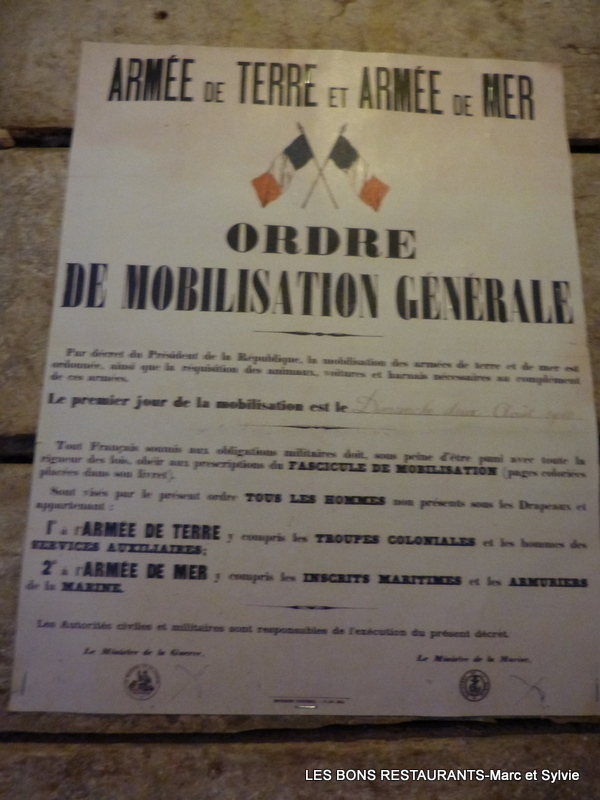 ARMÉE DE TERRE ET ARMÉE DE MER
ORDRE
DE MOBILISATION GÉNÉRALE
Par décret du Président de la République, la mobilisation des armées de terre et de mer est
ordonnée, ainsi que la réquisition des animaux, voitures et harnais nécessaires au complément
de ces armées.
Le premier jour de la mobilisation est le Dimanche deux Août
Tout Français soumis aux obligations militaires doit, sous peine d'être puni avec toute la
rigueur des lois, obéir aux prescriptions du FASCICULE DE MOBILISATION (pages coloriées
placées dans son livret).
Sont visés par le présent ordre TOUS LES HOMMES non présents sous les Drapeaux et
appartenant :
1° à l'ARMÉE DE TERRE y compris les TROUPES COLONIALES et les hommes des
SERVICES AUXILIAIRES;
2° à l'ARMÉE DE MER y compris les INSCRITS MARITIMES et les ARMURIERS
de la MARINE.
Les Autorités civiles et militaires sont responsables de l'exécution du présent décret.
Le Ministre de la Guerre,
Le Ministre de la Marine,
LES BONS RESTAURANTS-Marc et Sylvie